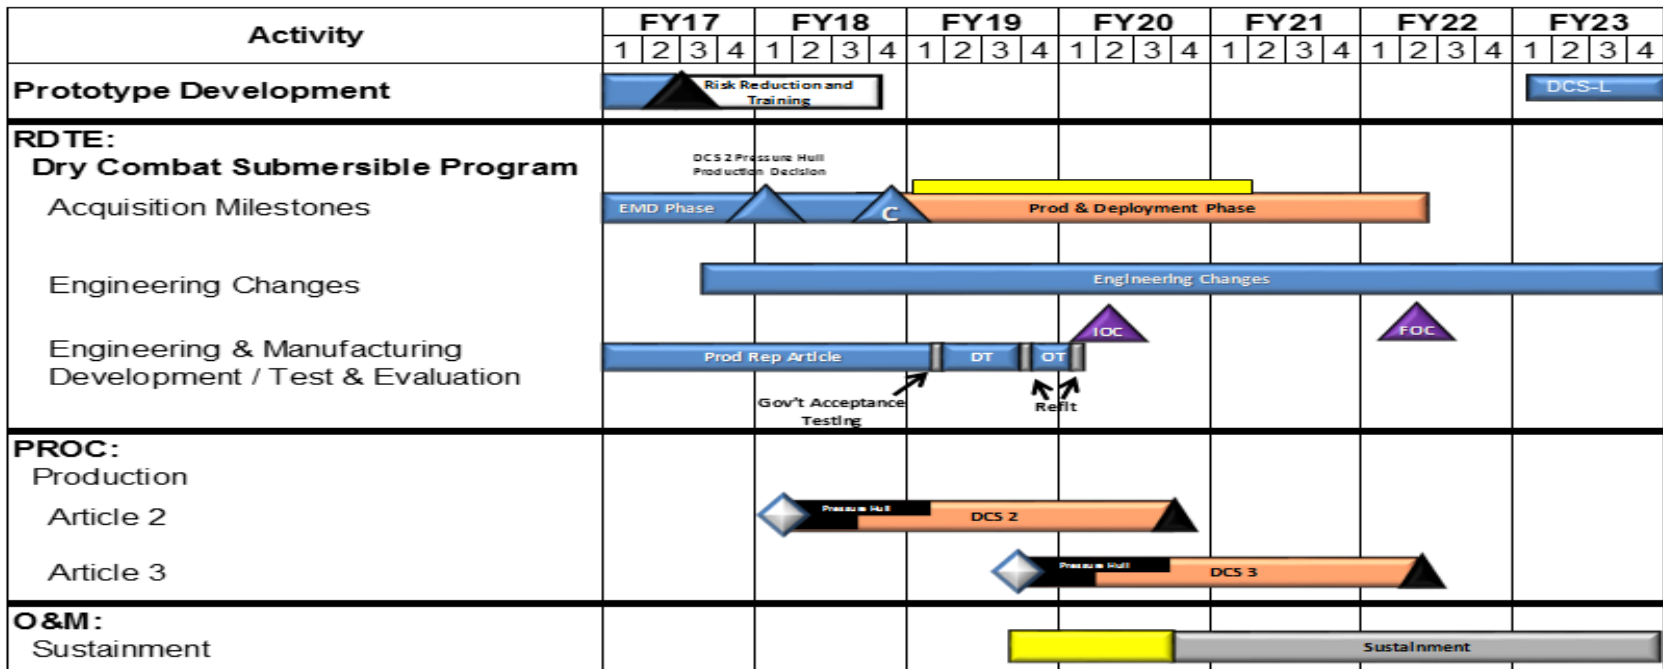 Activity FY17 FY18 FY19 FY20 FY21 FY22 FY23
1 2 3 4 1 2 3 4 1 2 3 4 1 2 3 4 1 2 3 4 1 2 3 4 1 2 3 4
Prototype Development
Risk Reduction and
Training
DCS-L
RDTE:
Dry Combat Submersible Program
DCS 2 Pressure Hull
Production Decision
Acquisition Milestones
EMD Phase
C
Prod & Deployment Phase
Engineering Changes
Engineering Changes
IOC
FOC
Engineering & Manufacturing
Development / Test & Evaluation
Prod Rep Article
DT
OT
Gov't Acceptance
Testing
Refit
PROC:
Production
Article 2
Pressure Hull
DCS 2
Article 3
Pressure Hull
DCS 3
O&M:
Sustainment
Sustainment